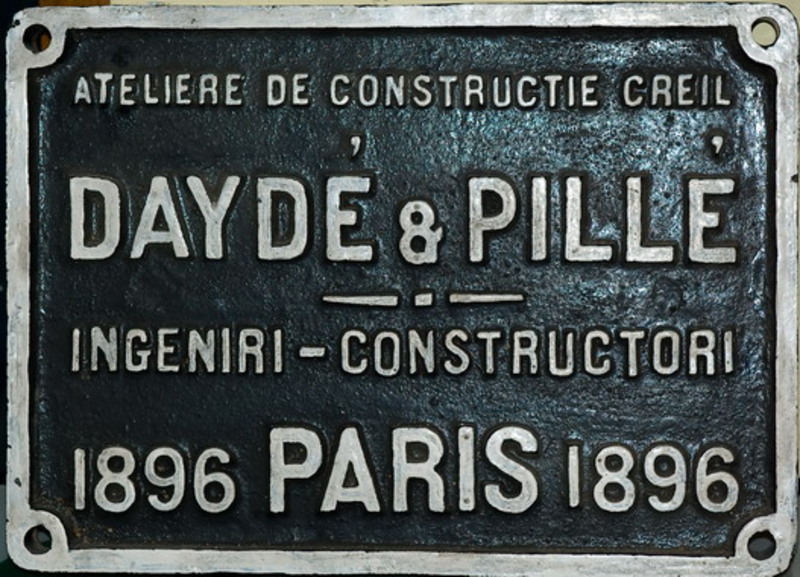 ATELIERE DE CONSTRUCTIE CREIL
DAYDÉ & PILLÉ
INGENIRI - CONSTRUCTORI
1896 PARIS 1896